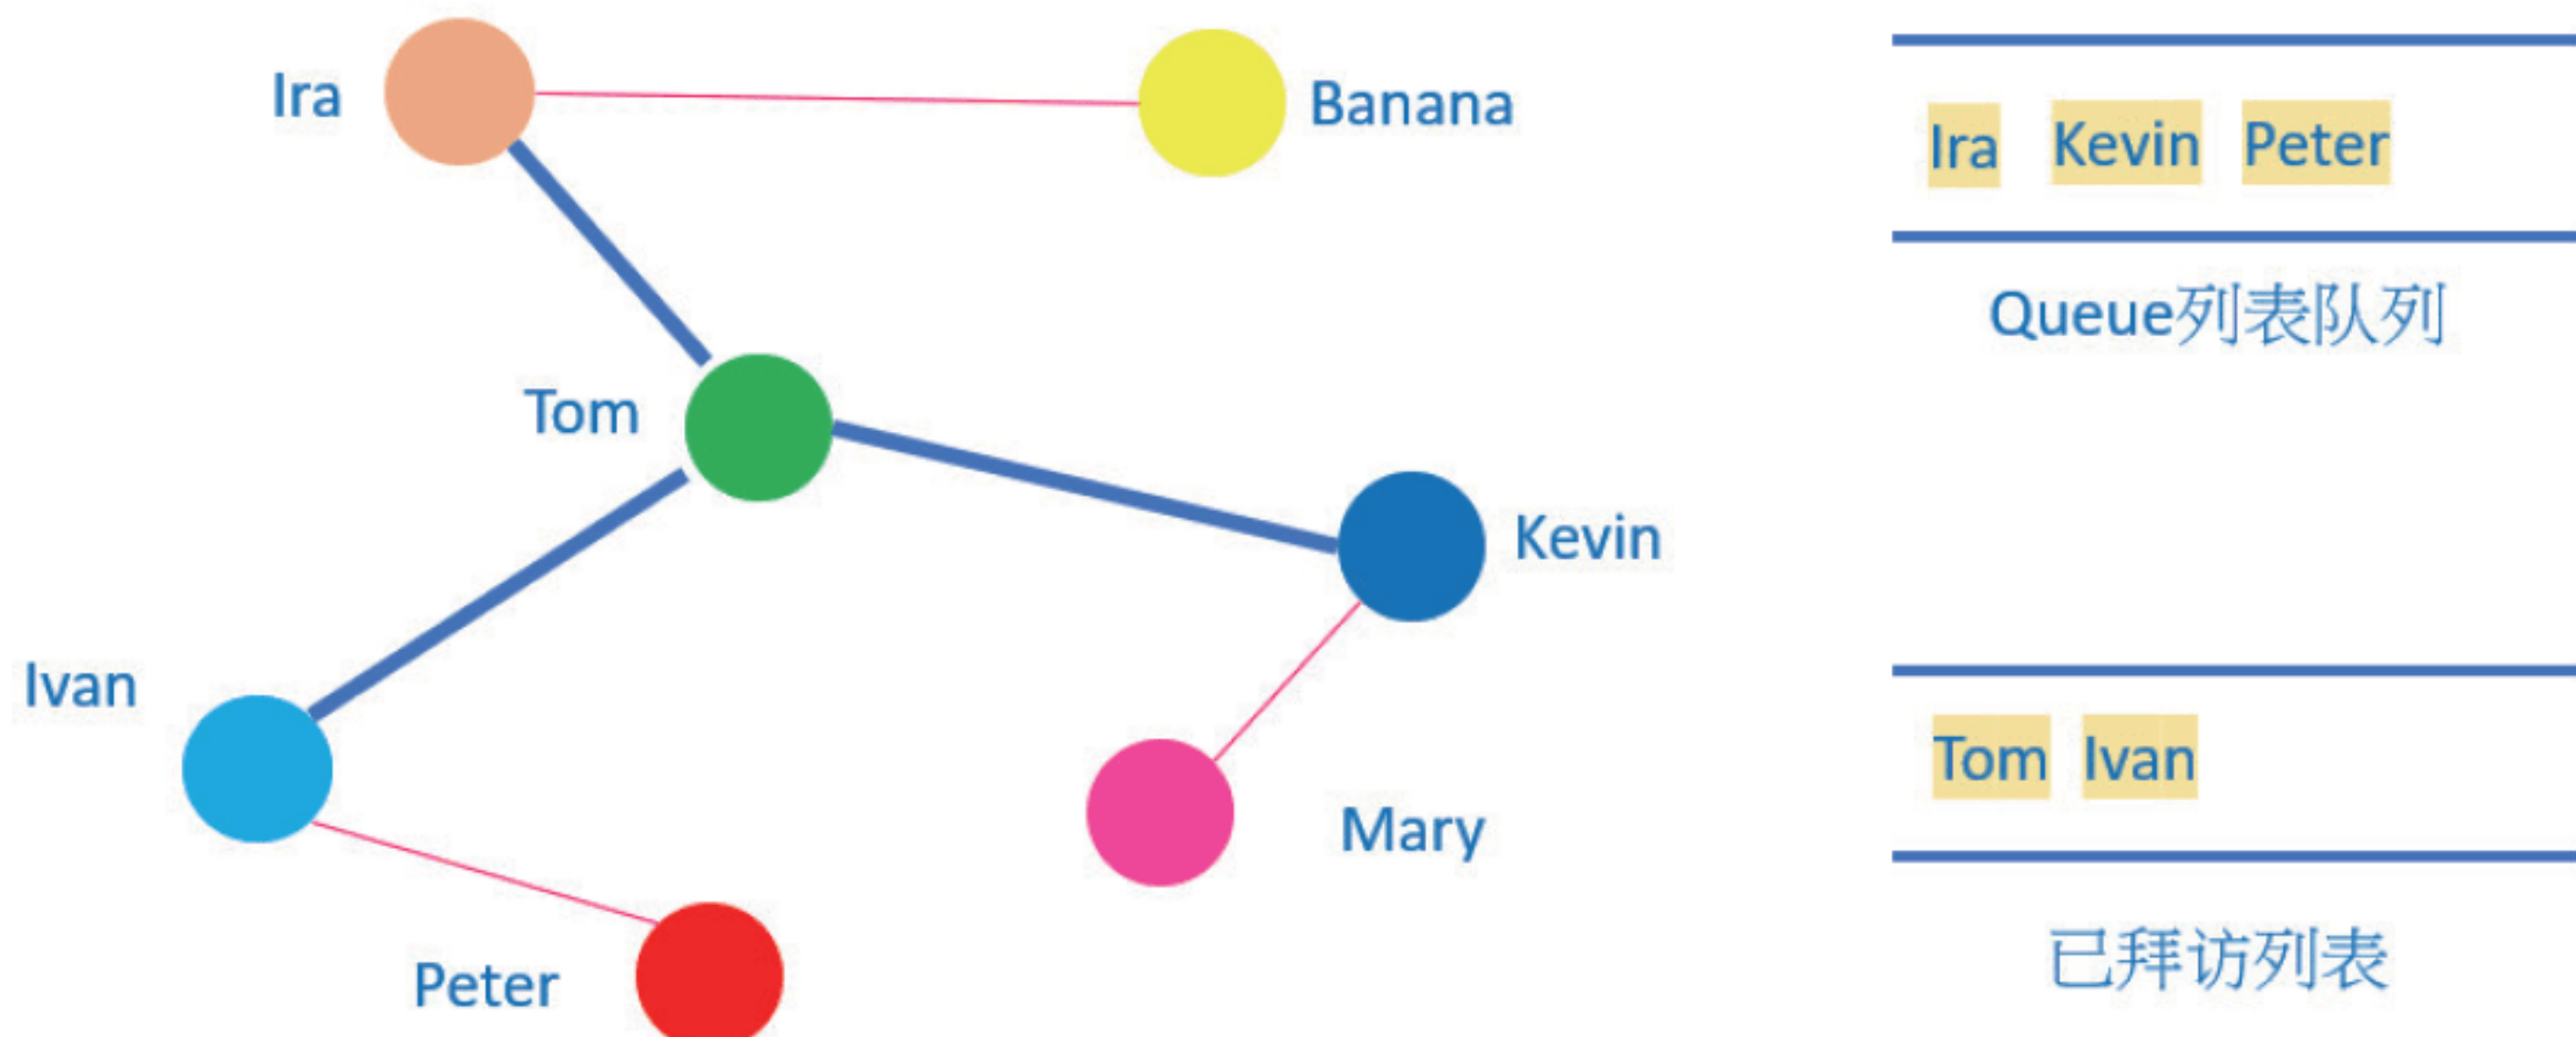 Ira
Banana
Tom
Kevin
Ivan
Mary
Peter
Ira Kevin Peter
Queue列表队列
Tom Ivan
已拜访列表